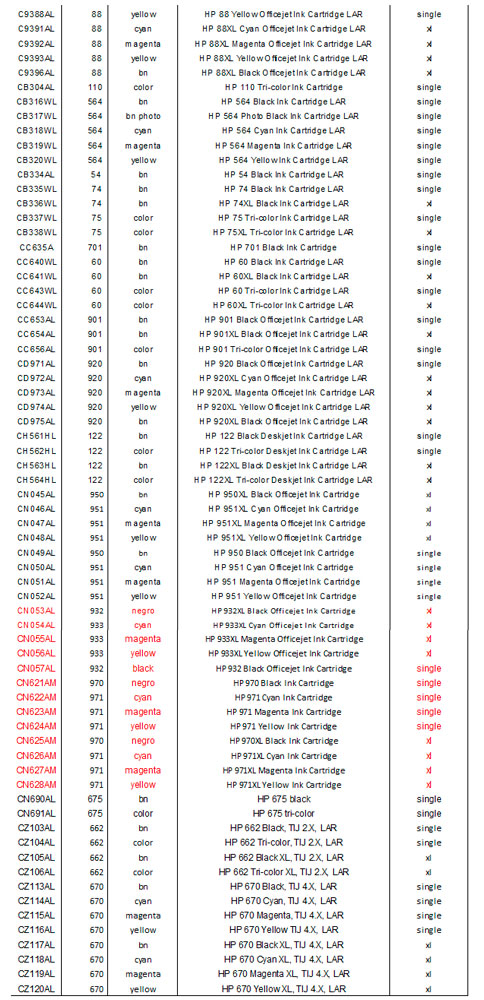 C9388AL 88 yellow HP 88 Yellow Officejet Ink Cartridge LAR single
C9391AL 88 cyan HP 88XL Cyan Officejet Ink Cartridge LAR xl
C9392AL 88 magenta HP 88XL Magenta Officejet Ink Cartridge LAR xl
C9393AL 88 yellow HP 88XL Yellow Officejet Ink Cartridge LAR xl
C9396AL 88 bn HP 88XL Black Officejet Ink Cartridge LAR xl
CB304AL 110 color HP 110 Tri-color Ink Cartridge single
CB316WL 564 bn HP 564 Black Ink Cartridge LAR single
CB317WL 564 bn photo HP 564 Photo Black Ink Cartridge LAR single
CB318WL 564 cyan HP 564 Cyan Ink Cartridge LAR single
CB319WL 564 magenta HP 564 Magenta Ink Cartridge LAR single
CB320WL 564 yellow HP 564 Yellow Ink Cartridge LAR single
CB334AL 54 bn HP 54 Black Ink Cartridge LAR single
CB335WL 74 bn HP 74 Black Ink Cartridge LAR single
CB336WL 74 bn HP 74XL Black Ink Cartridge LAR xl
CB337WL 75 color HP 75 Tri-color Ink Cartridge LAR single
CB338WL 75 color HP 75XL Tri-color Ink Cartridge LAR xl
CC635A 701 bn HP 701 Black Ink Cartridge single
CC640WL 60 bn HP 60 Black Ink Cartridge LAR single
CC641WL 60 bn HP 60XL Black Ink Cartridge LAR xl
CC643WL 60 color HP 60 Tri-color Ink Cartridge LAR single
CC644WL 60 color HP 60XL Tri-color Ink Cartridge LAR xl
CC653AL 901 bn HP 901 Black Officejet Ink Cartridge LAR single
CC654AL 901 bn HP 901XL Black Officejet Ink Cartridge LAR xl
CC656AL 901 color HP 901 Tri-color Officejet Ink Cartridge LAR single
CD971AL 920 bn HP 920 Black Officejet Ink Cartridge LAR single
CD972AL 920 cyan HP 920XL Cyan Officejet Ink Cartridge LAR xl
CD973AL 920 magenta HP 920XL Magenta Officejet Ink Cartridge LAR xl
CD974AL 920 yellow HP 920XL Yellow Officejet Ink Cartridge LAR xl
CD975AL 920 bn HP 920XL Black Officejet Ink Cartridge LAR xl
CH561HL 122 bn HP 122 Black Deskjet Ink Cartridge LAR single
CH562HL 122 color HP 122 Tri-color Deskjet Ink Cartridge LAR single
CH563HL 122 bn HP 122XL Black Deskjet Ink Cartridge LAR xl
CH564HL 122 color HP 122XL Tri-color Deskjet Ink Cartridge LAR xl
CN045AL 950 bn HP 950XL Black Officejet Ink Cartridge xl
CN046AL 951 cyan HP 951XL Cyan Officejet Ink Cartridge xl
CN047AL 951 magenta HP 951XL Magenta Officejet Ink Cartridge xl
CN048AL 951 yellow HP 951XL Yellow Officejet Ink Cartridge xl
CN049AL 950 bn HP 950 Black Officejet Ink Cartridge single
CN050AL 951 cyan HP 951 Cyan Officejet Ink Cartridge single
CN051AL 951 magenta HP 951 Magenta Officejet Ink Cartridge single
CN052AL 951 yellow HP 951 Yellow Officejet Ink Cartridge single
CN053AL 932 negro HP 932XL Black Officejet Ink Cartridge xl
CN054AL 933 cyan HP 933XL Cyan Officejet Ink Cartridge xl
CN055AL 933 magenta HP 933XL Magenta Officejet Ink Cartridge xl
CN056AL 933 yellow HP 933XL Yellow Officejet Ink Cartridge xl
CN057AL 932 black HP 932 Black Officejet Ink Cartridge single
CN621AM 970 negro HP 970 Black Ink Cartridge single
CN622AM 971 cyan HP 971 Cyan Ink Cartridge single
CN623AM 971 magenta HP 971 Magenta Ink Cartridge single
CN624AM 971 yellow HP 971 Yellow Ink Cartridge single
CN625AM 970 negro HP 970XL Black Ink Cartridge xl
CN626AM 971 cyan HP 971XL Cyan Ink Cartridge xl
CN627AM 971 magenta HP 971XL Magenta Ink Cartridge xl
CN628AM 971 yellow HP 971XL Yellow Ink Cartridge xl
CN690AL 675 bn HP 675 black single
CN691AL 675 color HP 675 tri-color single
CZ103AL 662 bn HP 662 Black, TIJ 2.X, LAR single
CZ104AL 662 color HP 662 Tri-color, TIJ 2.X, LAR single
CZ105AL 662 bn HP 662 Black XL, TIJ 2.X, LAR xl
CZ106AL 662 color HP 662 Tri-color XL, TIJ 2.X, LAR xl
CZ113AL 670 bn HP 670 Black, TIJ 4.X, LAR single
CZ114AL 670 cyan HP 670 Cyan, TIJ 4.X, LAR single
CZ115AL 670 magenta HP 670 Magenta, TIJ 4.X, LAR single
CZ116AL 670 yellow HP 670 Yellow TIJ 4.X, LAR single
CZ117AL 670 bn HP 670 Black XL, TIJ 4.X, LAR xl
CZ118AL 670 cyan HP 670 Cyan XL, TIJ 4.X, LAR xl
CZ119AL 670 magenta HP 670 Magenta XL, TIJ 4.X, LAR xl
CZ120AL 670 yellow HP 670 Yellow XL, TIJ 4.X, LAR xl